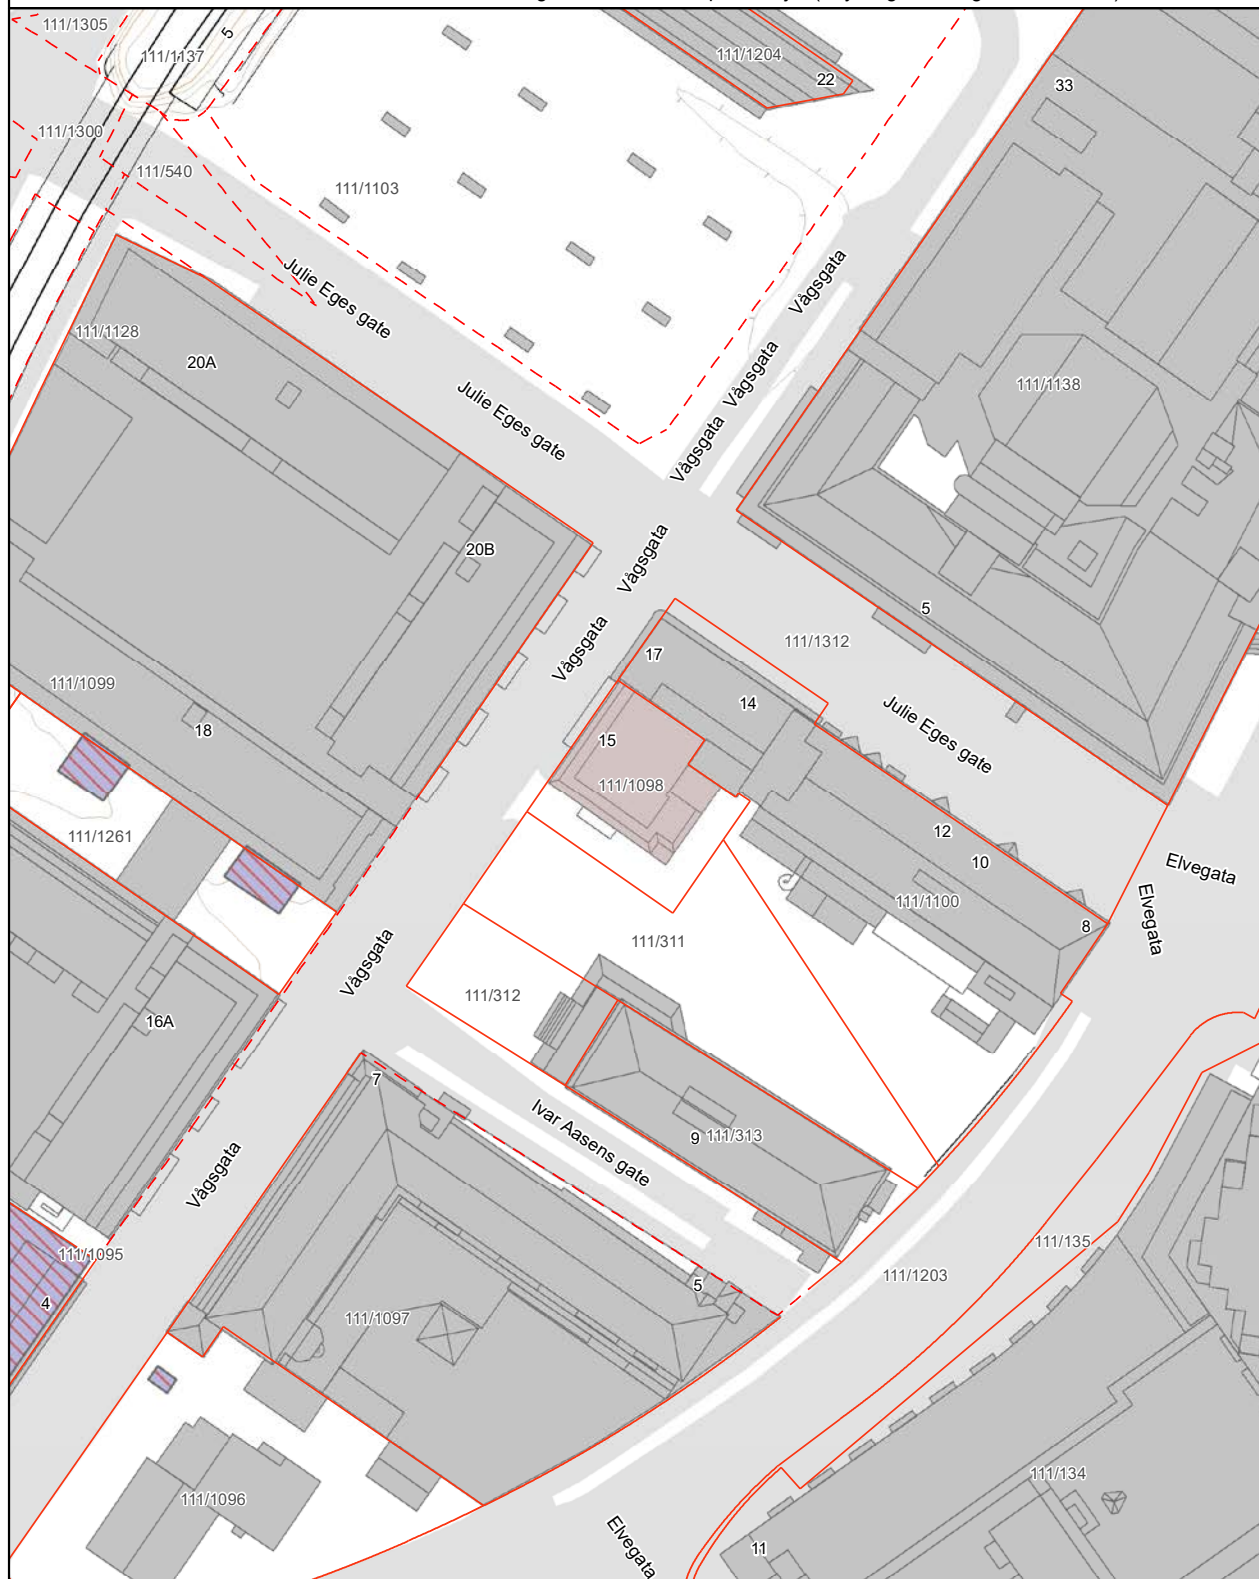 111/1305
5
111/1137
111/1204
22
33
111/1300
111/540
111/1103
Julie Eges gate
Vågsgata
111/1128
20A
Vågsgata
111/1138
Julie Eges gate
Vågsgata
20B
Vågsgata
5
111/1312
Vågsgata
17
111/1099
14
18
15
Julie Eges gate
111/1098
111/1261
12
10
Elvegata
111/1100
Elvegata
8
111/311
Vågsgata
111/312
16A
7
Ivar Aasens gate
9
111/313
Vågsgata
111/135
111/1095
111/1203
5
4
111/1097
111/134
111/1096
Elvegata
11